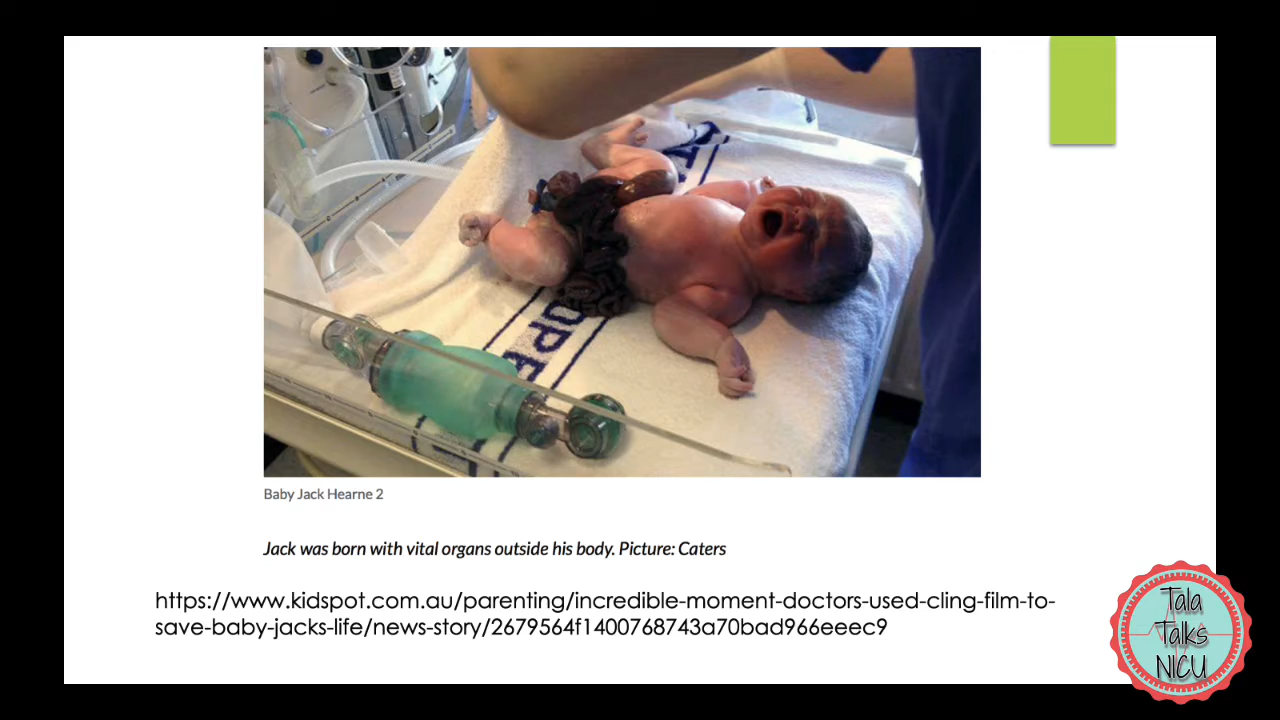 OPE
Baby Jack Hearne 2
Jack was born with vital organs outside his body. Picture: Caters
https://www.kidspot.com.au/parenting/incredible-moment-doctors-used-cling-film-to-
save-baby-jacks-life/news-story/2679564f1400768743a70bad966eeec9
Tala
Talks
NICU